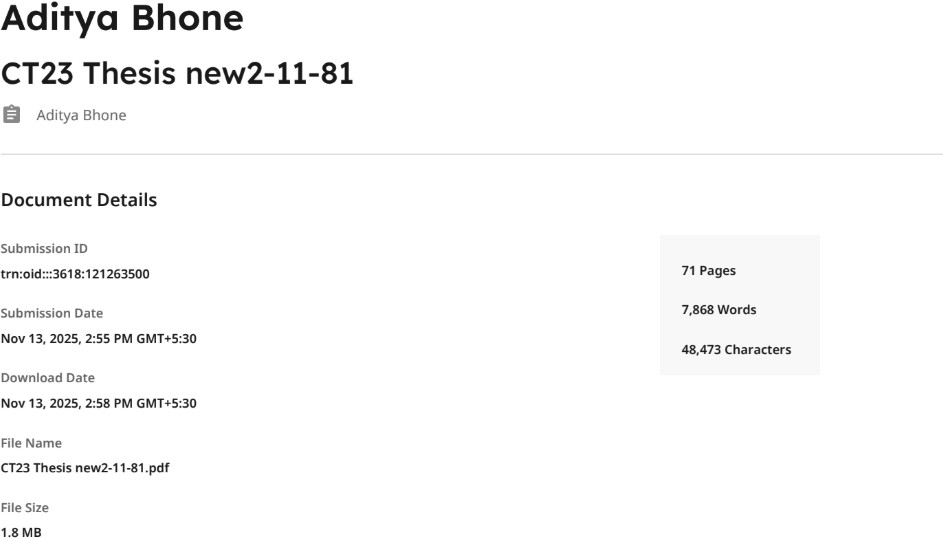 Aditya Bhone
CT23 Thesis new2-11-81
Aditya Bhone
Document Details
Submission ID
trn:oid:::3618:121263500
Submission Date
Nov 13, 2025, 2:55 PM GMT+5:30
Download Date
Nov 13, 2025, 2:58 PM GMT+5:30
File Name
CT23 Thesis new2-11-81.pdf
File Size
1.8 MB
71 Pages
7,868 Words
48,473 Characters